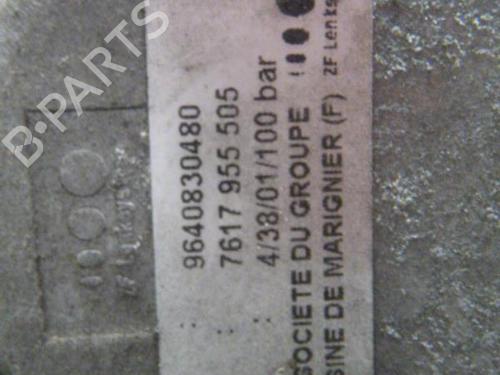 9640830480
7617 955 505
4/38/01/100 bar
SOCIETE DU GROUPE
SINE DE MARIGNIER (F) ZF Lenks
B-PARTS